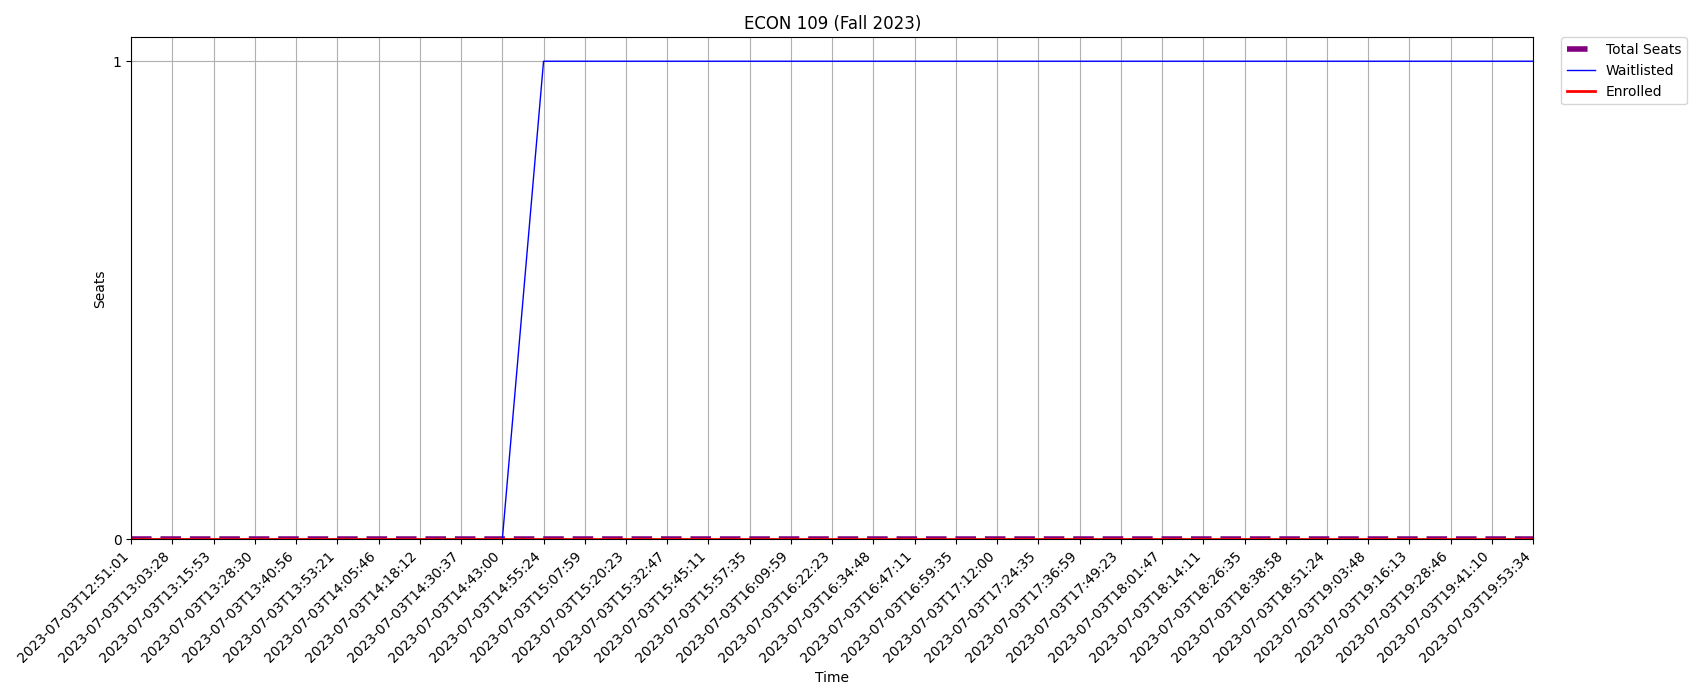 ECON 109 (Fall 2023)
Total Seats
Waitlisted
Enrolled
Seats
1
0
2023-07-03T12:51:01
2023-07-03T13:03:28
2023-07-03T13:15:53
2023-07-03T13:28:30
2023-07-03T13:40:56
2023-07-03T13:53:21
2023-07-03T14:05:46
2023-07-03T14:18:12
2023-07-03T14:30:37
2023-07-03T14:43:00
2023-07-03T14:55:24
2023-07-03T15:07:59
2023-07-03T15:20:23
2023-07-03T15:32:47
2023-07-03T15:45:11
2023-07-03T15:57:35
2023-07-03T16:09:59
2023-07-03T16:22:23
2023-07-03T16:34:48
2023-07-03T16:47:11
2023-07-03T16:59:35
2023-07-03T17:12:00
2023-07-03T17:24:35
2023-07-03T17:36:59
2023-07-03T17:49:23
2023-07-03T18:01:47
2023-07-03T18:14:11
2023-07-03T18:26:35
2023-07-03T18:38:58
2023-07-03T18:51:24
2023-07-03T19:03:48
2023-07-03T19:16:13
2023-07-03T19:28:46
2023-07-03T19:41:10
2023-07-03T19:53:34
Time